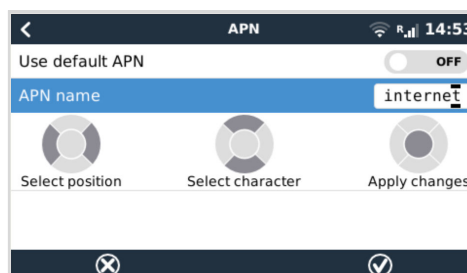 APN R 14:53
Use default APN OFF
APN name internet
Select position Select character Apply changes